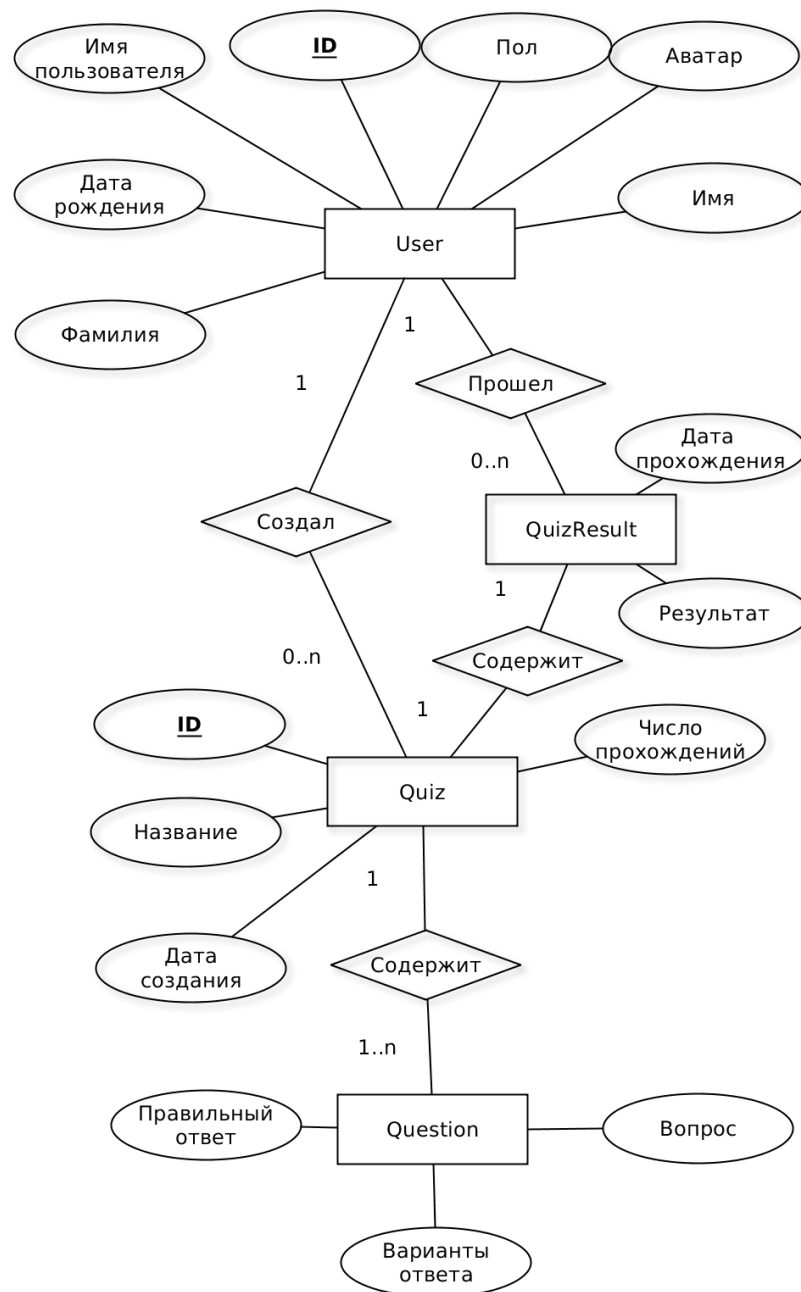 Имя
пользователя
ID
Пол
Аватар
Дата
рождения
Имя
User
Фамилия
1
1
Прошел
Дата
прохождения
0..n
Создал
QuizResult
1
Результат
0..n
Содержит
ID
1
Число
прохождений
Quiz
Название
1
Дата
создания
Содержит
1..n
Правильный
ответ
Question
Вопрос
Варианты
ответа